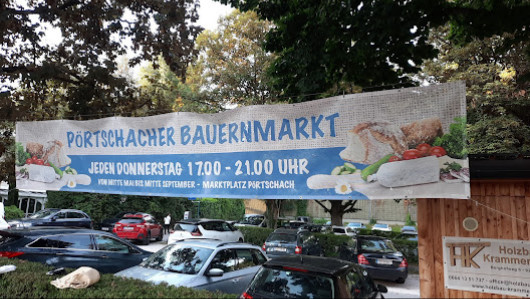 PÖRTSCHACHER BAUERNMARKT
JEDEN DONNERSTAG 17.00 - 21.00 UHR
VON MITTE MAI BIS MITTE SEPTEMBER - MARKTPLATZ PÖRTSCHACH
HK Holzb
Kramme